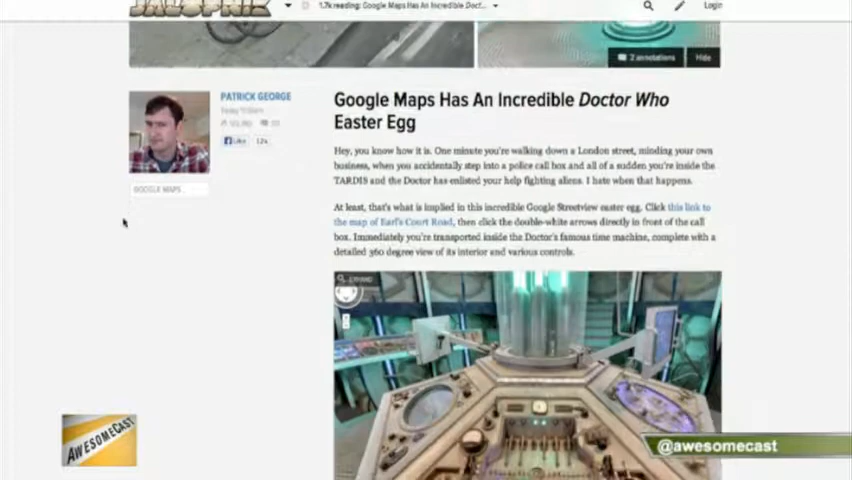 JALOPNIK
1.7k reading: Google Maps Has An Incredible Doct...
Login
2 annotations
Hide
PATRICK GEORGE
Google Maps Has An Incredible Doctor Who
Easter Egg
Like
12k
Hey, you know how it is. One minute you're walking down a London street, minding your own
business, when you accidentally step into a police call box and all of a sudden you're inside the
TARDIS and the Doctor has enlisted your help fighting aliens. I hate when that happens.
GOOGLE MAPS
At least, that's what is implied in this incredible Google Streetview easter egg. Click this link to
the map of Earl's Court Road, then click the double-white arrows directly in front of the call
box. Immediately you're transported inside the Doctor's famous time machine, complete with a
detailed 360 degree view of its interior and various controls.
EXPAND
AWESOMECAST
@awesomecast